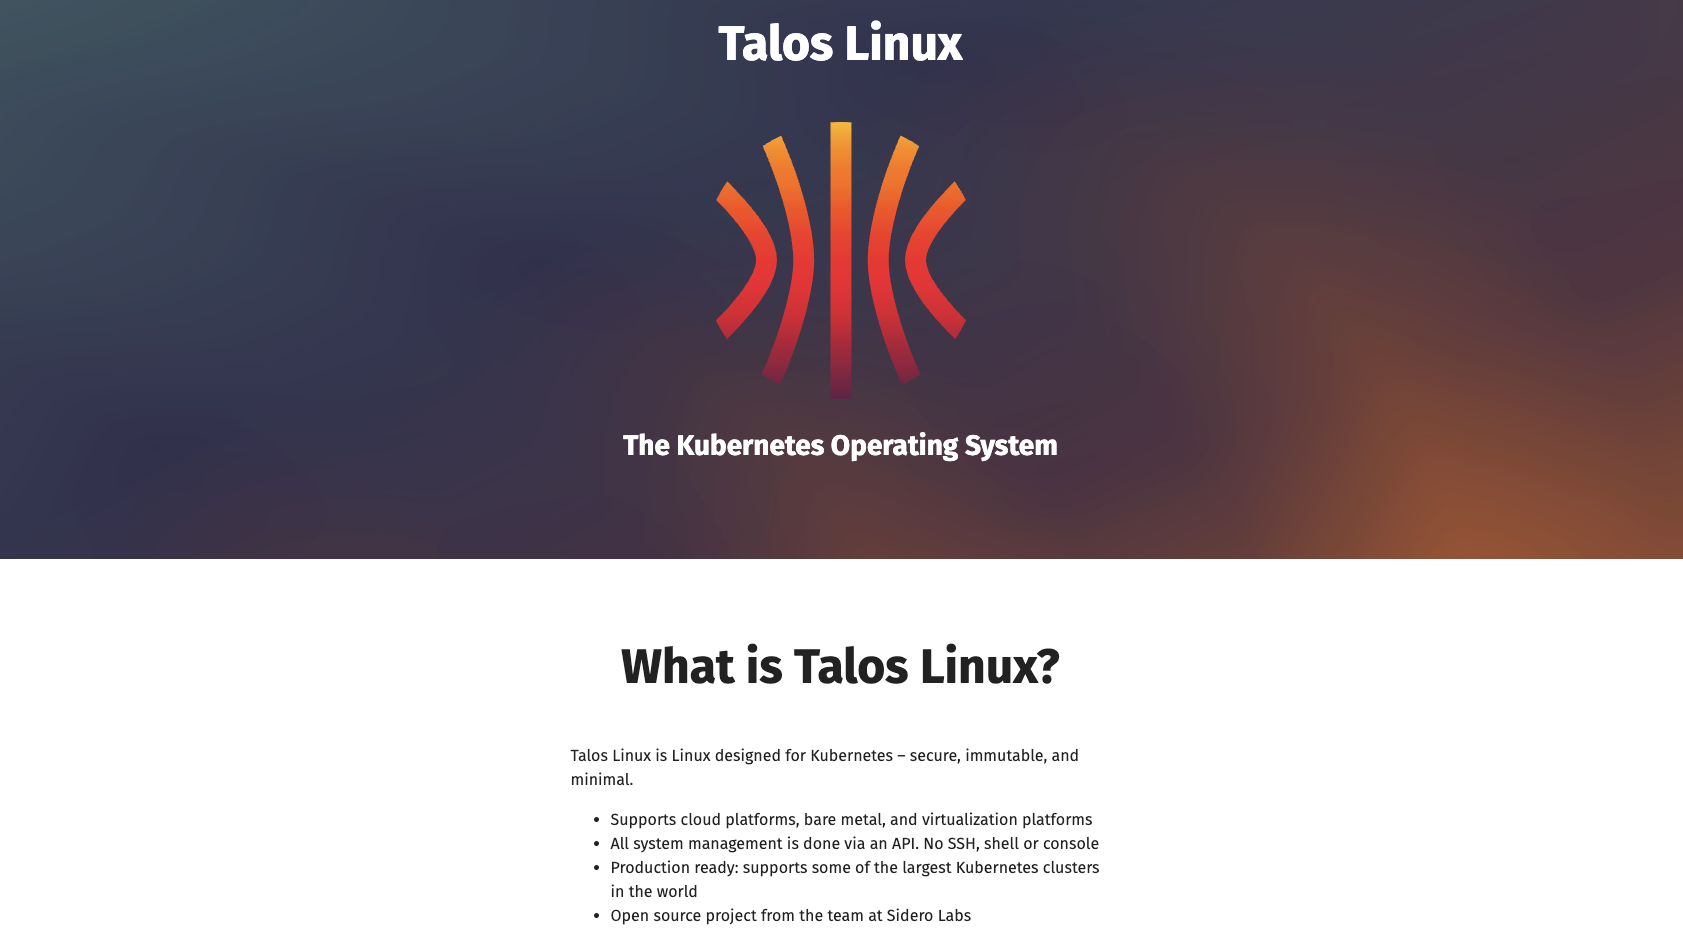 Talos Linux
The Kubernetes Operating System
What is Talos Linux?
Talos Linux is Linux designed for Kubernetes – secure, immutable, and
minimal.
• Supports cloud platforms, bare metal, and virtualization platforms
• All system management is done via an API. No SSH, shell or console
• Production ready: supports some of the largest Kubernetes clusters
in the world
• Open source project from the team at Sidero Labs